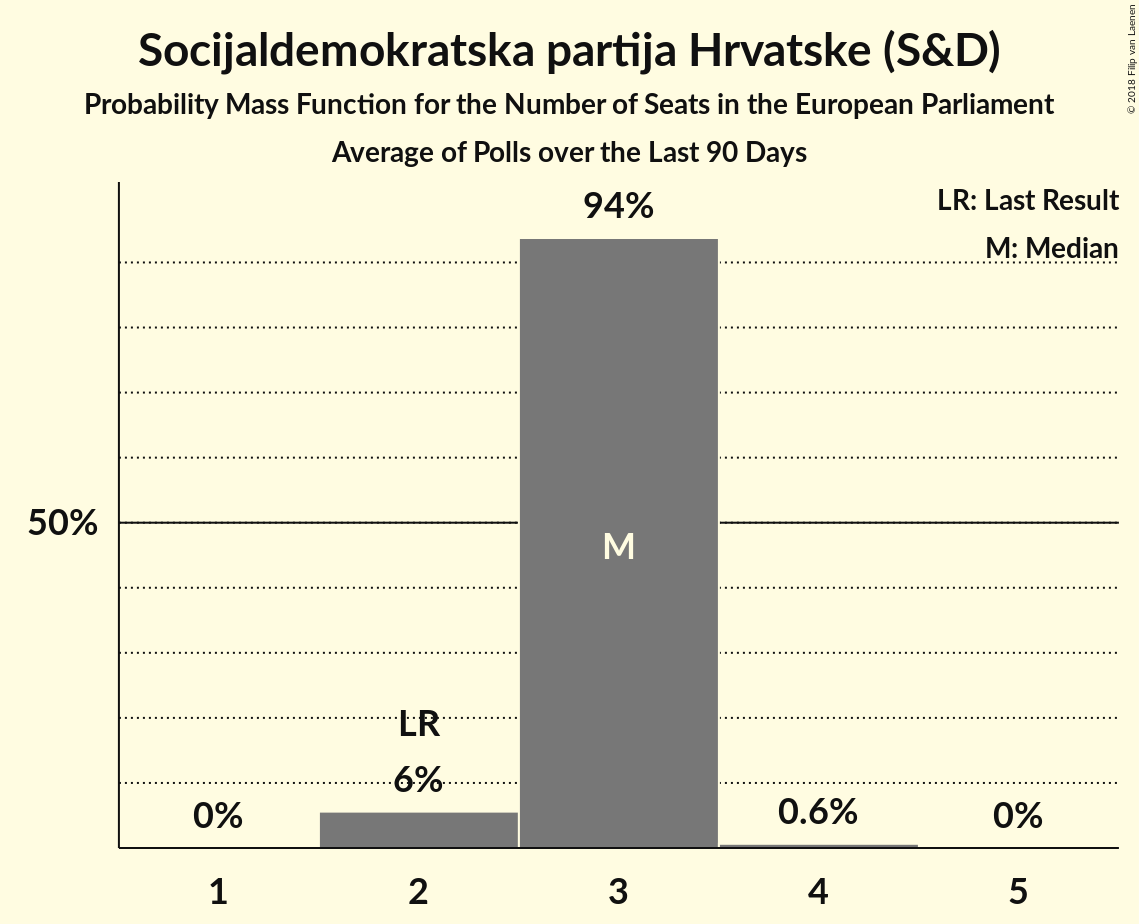 Socijaldemokratska partija Hrvatske (S&D)
Probability Mass Function for the Number of Seats in the European Parliament
Average of Polls over the Last 90 Days
© 2018 Filip van Laenen
LR: Last Result
M: Median
94%
50%
M
LR
6%
0%
0.6%
0%
1 2 3 4 5